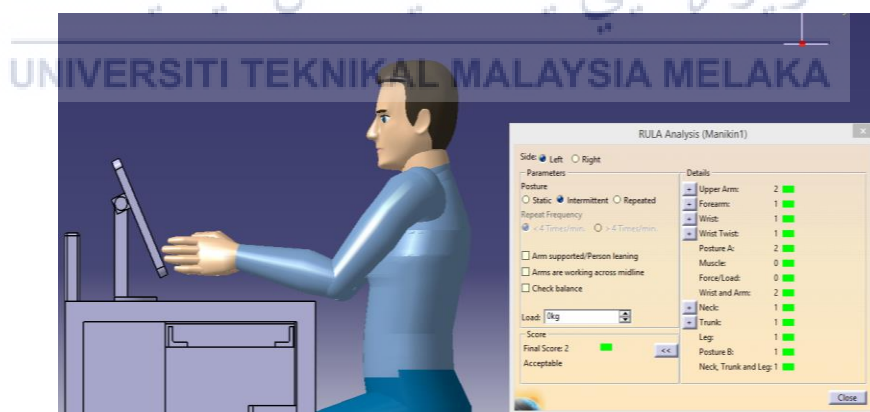 UNIVERSITI TEKNIKAL MALAYSIA MELAKA
RULA Analysis (Manikin1)
Side: Left Right
Parameters
Posture
Static Intermittent Repeated
Repeat Frequency
< 4 Times/min. > 4 Times/min.
Arm supported/Person leaning
Arms are working across midline
Check balance
Load: 0kg
Score
Final Score: 2
<<
Acceptable
Details
+ Upper Arm: 2
+ Forearm: 1
+ Wrist: 1
+ Wrist Twist: 1
Posture A: 2
Muscle: 0
Force/Load: 0
Wrist and Arm: 2
+ Neck: 1
+ Trunk: 1
Leg: 1
Posture B: 1
Neck, Trunk and Leg: 1
Close